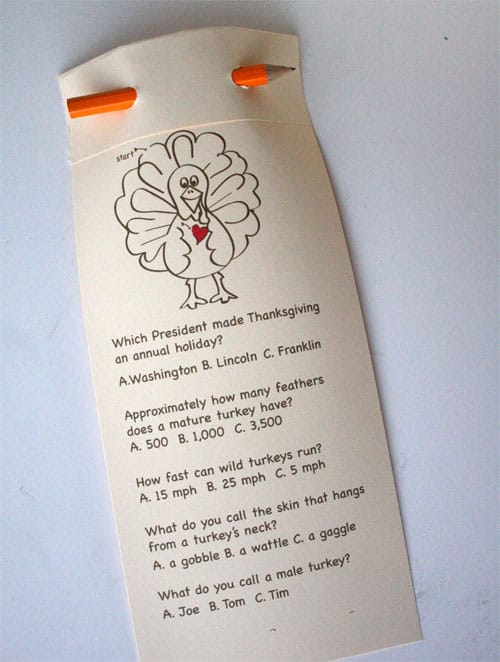 start
Which President made Thanksgiving
an annual holiday?
A.Washington B. Lincoln C. Franklin
Approximately how many feathers
does a mature turkey have?
A. 500 B. 1,000 C. 3,500
How fast can wild turkeys run?
A. 15 mph B. 25 mph C. 5 mph
What do you call the skin that hangs
from a turkey's neck?
A. a gobble B. a wattle C. a gaggle
What do you call a male turkey?
A. Joe B. Tom C. Tim